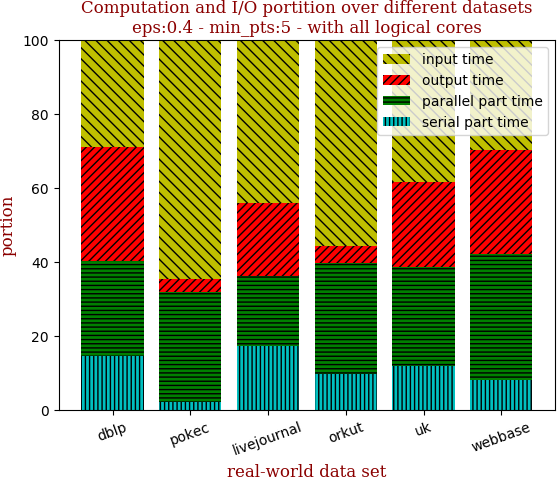 Computation and I/O portition over different datasets
eps:0.4 - min_pts:5 - with all logical cores
100
80
60
40
20
0
portion
input time
output time
parallel part time
serial part time
dblp
pokec
livejournal
orkut
uk
webbase
real-world data set